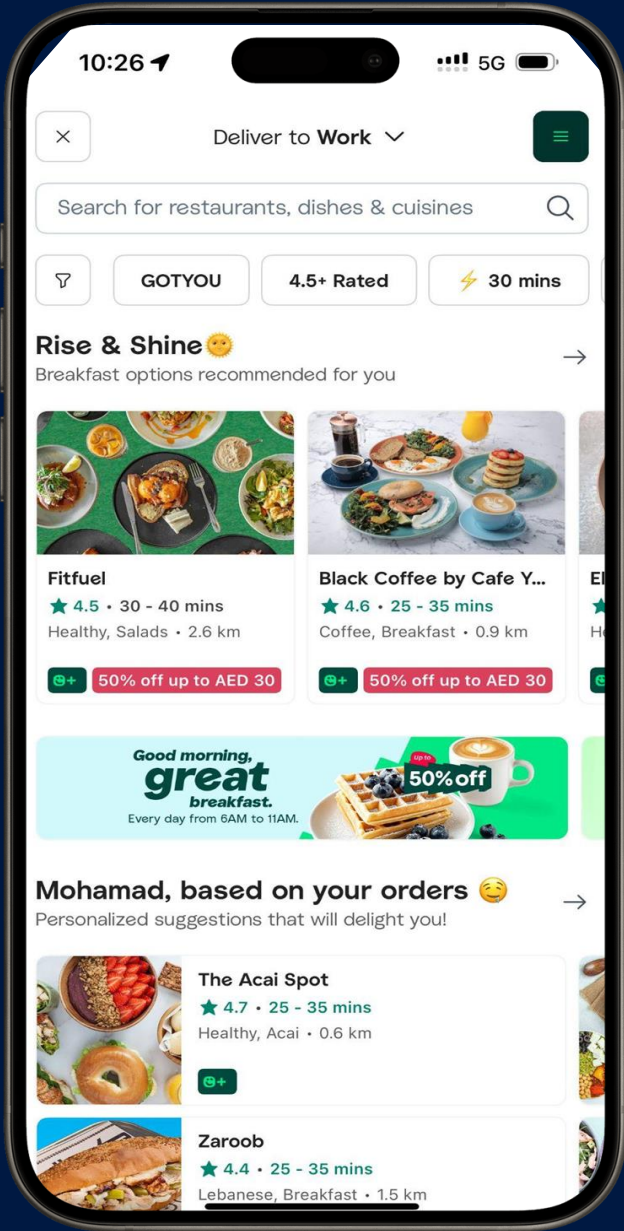 10:26
5G
Deliver to Work
Search for restaurants, dishes & cuisines
GOTYOU
4.5+ Rated
⚡ 30 mins
Rise & Shine🌞
Breakfast options recommended for you
Fitfuel
4.5 • 30 - 40 mins
Healthy, Salads • 2.6 km
50% off up to AED 30
Black Coffee by Cafe Y...
4.6 • 25 - 35 mins
Coffee, Breakfast • 0.9 km
50% off up to AED 30
El
He
Good morning,
great
breakfast.
Every day from 6AM to 11AM.
Up to
50% off
Mohamad, based on your orders 🤤
Personalized suggestions that will delight you!
The Acai Spot
4.7 • 25 - 35 mins
Healthy, Acai • 0.6 km
Zaroob
4.4 • 25 - 35 mins
Lebanese, Breakfast • 1.5 km